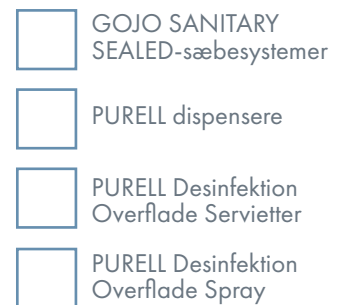 GOJO SANITARY
SEALED-sæbesystemer
PURELL dispensere
PURELL Desinfektion
Overflade Servietter
PURELL Desinfektion
Overflade Spray